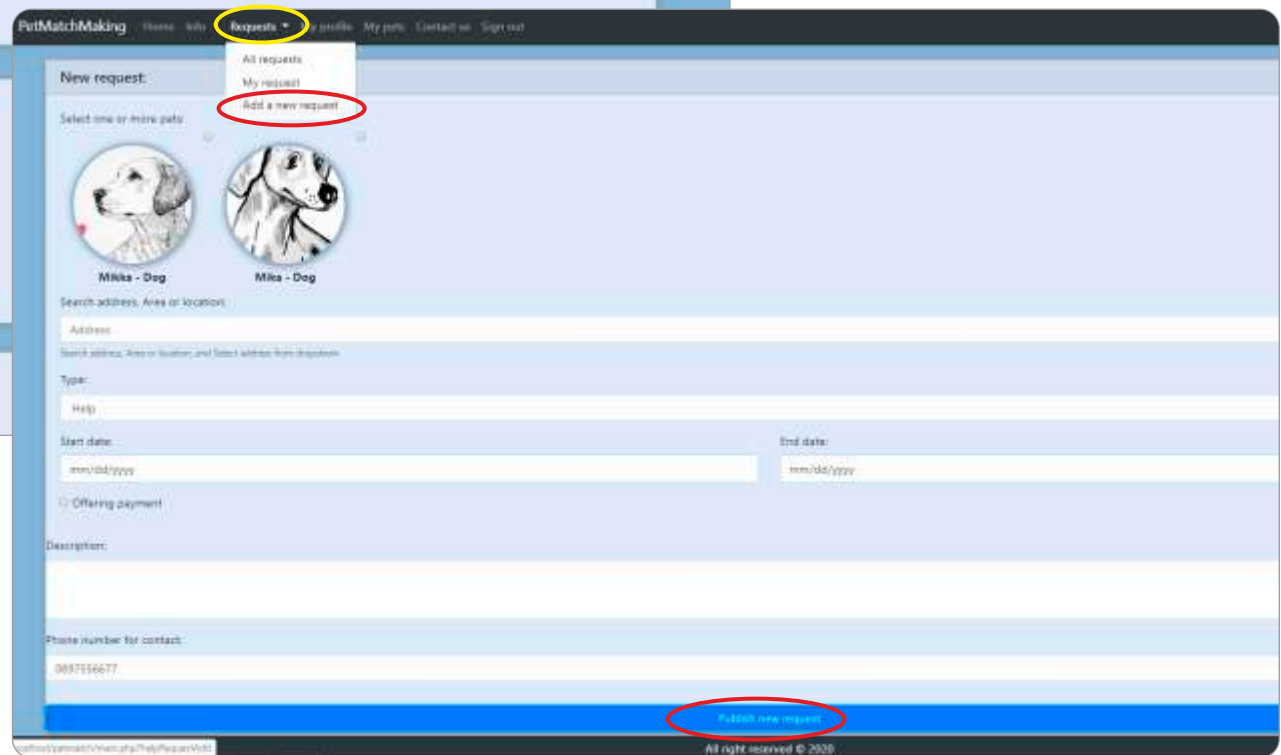 PetMatchMaking Home Info Requests My profile My pets Contact us Sign out
All requests
My request
Add a new request
New request:
Select one or more pets
Mikka - Dog Mika - Dog
Search address, Area or location:
Address
Search address, Area or location, and Select address from dropdown
Type:
Help
Start date: End date:
mm/dd/yyyy mm/dd/yyyy
Offering payment
Description:
Phone number for contact:
0897556677
Publish new request
All right reserved © 2020